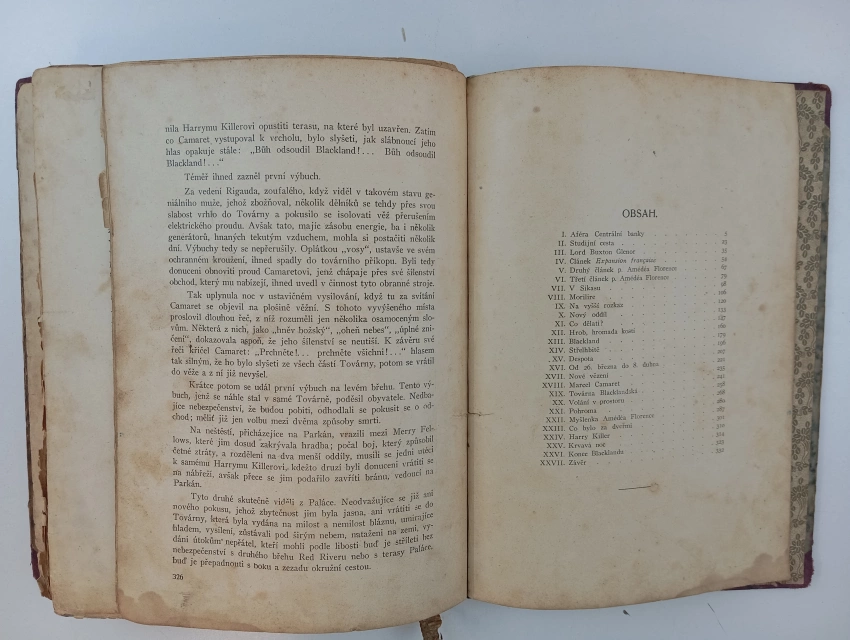 nila Harrymu Killerovi opustiti terasu, na které byl uzavřen. Zatím
co Camaret vystupoval k vrcholu, bylo slyšeti, jak slábnoucí jeho
hlas opakuje stále: „Bůh odsoudil Blackland!... Bůh odsoudil
Blackland!..."
Téměř ihned zazněl první výbuch.
Za vedení Rigauda, zoufalého, když viděl v takovém stavu ge-
niálního muže, jehož zbožňoval, několik dělníků se tehdy přes svou
slabost vrhlo do Továrny a pokusilo se isolovati věž přerušením
elektrického proudu. Avšak tato, majíc zásobu energie, ba i několik
generátorů, hnaných tekutým vzduchem, mohla si postačiti několik
dní. Výbuchy tedy se nepřerušily. Oplátkou „vosy", ustavše ve svém
ochranném kroužení, ihned spadly do továrního příkopu. Byli tedy
donuceni obnoviti proud Camaretovi, jenž chápaje přes své šílenství
obchod, který mu nabízejí, ihned uvedl v činnost tyto obranné stroje.
Tak uplynula noc v ustavičném vysilování, když tu za svítání
Camaret se objevil na plošině věžní. S tohoto vyvýšeného místa
proslovil dlouhou řeč, z níž rozuměli jen několika osamoceným slo-
vům. Některá z nich, jako „hněv božský", „oheň nebes", „úplné zni-
čení", dokazovala aspoň, že jeho šílenství se neutiší. K závěru své
řeči křičel Camaret: „Prchněte!... prchněte všichni!..." hlasem
tak silným, že ho bylo slyšeti ze všech částí Továrny, potom se vrátil
do věže a z ní již nevyšel.
Krátce potom se udál první výbuch na levém břehu. Tento vý-
buch, jenž se náhle stal v samé Továrně, poděsil obyvatele. Nedba-
jíce nebezpečenství, že budou pobiti, odhodlali se pokusit se o od-
chod; měliť již jen volbu mezi dvěma způsoby smrti.
Na neštěstí, přicházejíce na Parkán, vrazili mezi Merry Fel-
lows, které jim dosud zakrývala hradba; počal boj, který způsobil
četné ztráty, a rozděleni na dva menší oddíly, musili se jedni utéci
k samému Harrymu Killerovi, kdežto druzí byli donuceni vrátiti se
na nábřeží, avšak přece se jim podařilo zavříti bránu, vedoucí na
Parkán.
Tyto druhé skutečně viděli z Paláce. Neodvažujíce se již ani
nového pokusu, jehož zbytečnost jim byla jasna, ani vrátiti se do
Továrny, která byla vydána na milost a nemilost bláznu, umírajíce
hladem, vysíleni, zůstávali pod širým nebem, nataženi na zemi, vy-
dáni útokům nepřátel, kteří mohli podle libosti buď je stříleti bez
nebezpečenství s druhého břehu Red Riveru nebo s terasy Paláce,
buď je přepadnouti s boku a zezadu okružní cestou.
326
OBSAH.
I. Aféra Centrální banky 5
II. Studijní cesta 23
III. Lord Buxton Glenor 35
IV. Článek Expansion française
V. Druhý článek p. Amédéa Florence 67
VI. Třetí článek p. Amédéa Florence 79
VII. V Sikasu 98
VIII. Moriliré
IX. Na vyšší rozkaz
X. Nový oddíl
XI. Co dělati?
XII. Hrob, hromada kostí
XIII. Blackland
XIV. Střelhbitě
XV. Despota
XVI. Od 26. března do 8. dubna
XVII. Nové vězení
XVIII. Marcel Camaret
XIX. Továrna Blacklandská
XX. Volání v prostoru
XXI. Pohroma
XXII. Myšlenka Amédéa Florence
XXIII. Co bylo za dveřmi
XXIV. Harry Killer
XXV. Krvavá noc
XXVI. Konec Blacklandu
XXVII. Závěr